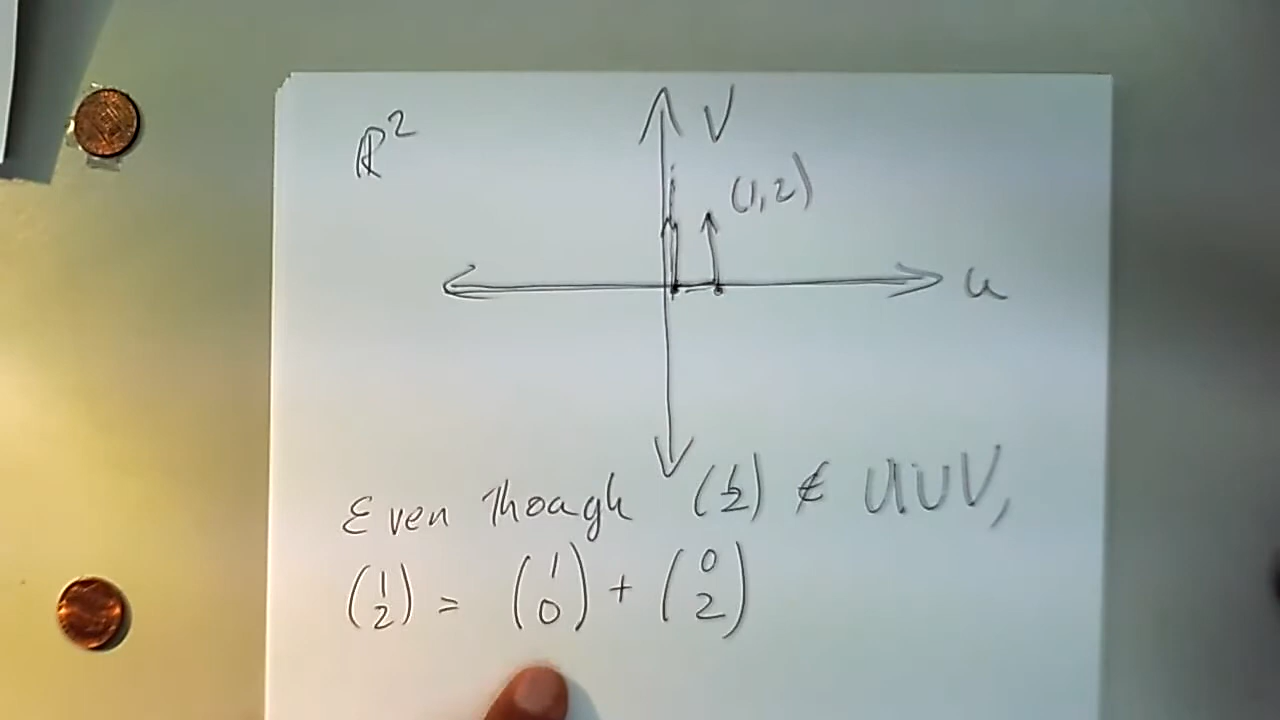 ℝ²
V
(1,2)
U
Even though (1 2) ∉ U∪V,
(1 2) = (1 0) + (0 2)